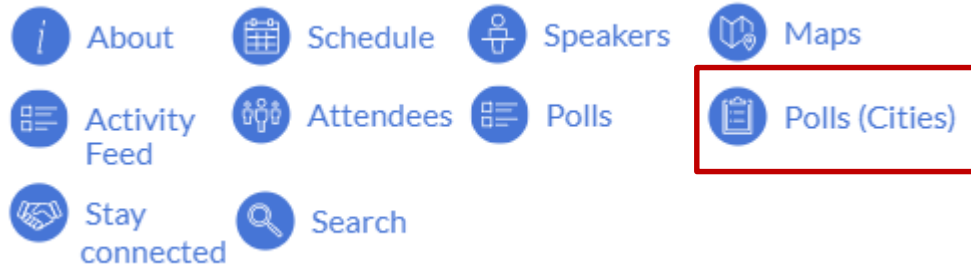 About
Schedule
Speakers
Maps
Activity
Feed
Attendees
Polls
Polls (Cities)
Stay
connected
Search